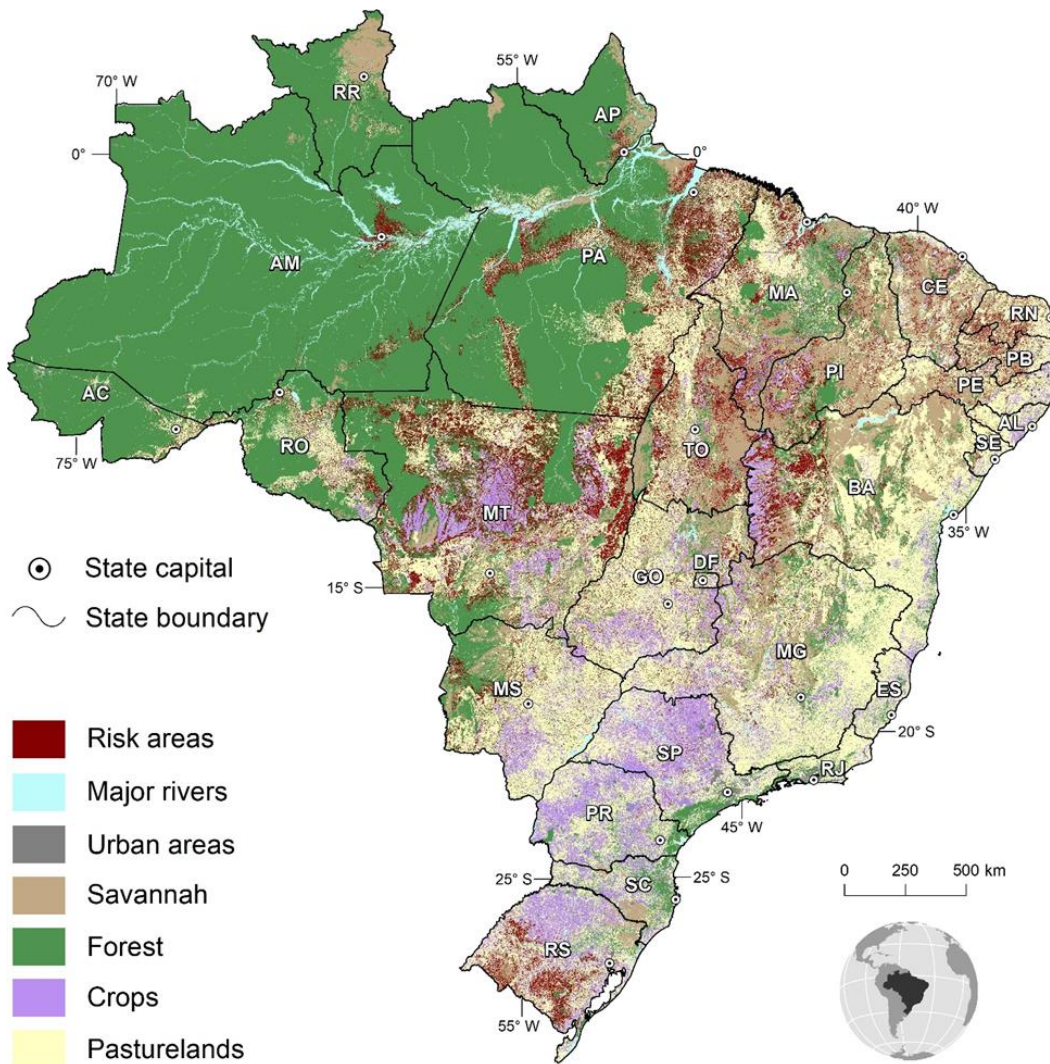 55° W
70° W
RR
AP
0°
0°
40° W
AM
PA
MA
CE
RN
PB
PI
PE
AC
AL
RO
TO
SE
75° W
BA
MT
35° W
State capital
DF
15° S
GO
State boundary
MG
MS
ES
20° S
Risk areas
SP
RJ
Major rivers
PR
45° W
Urban areas
25° S
25° S
0 250 500 km
SC
Savannah
Forest
RS
Crops
55° W
Pasturelands